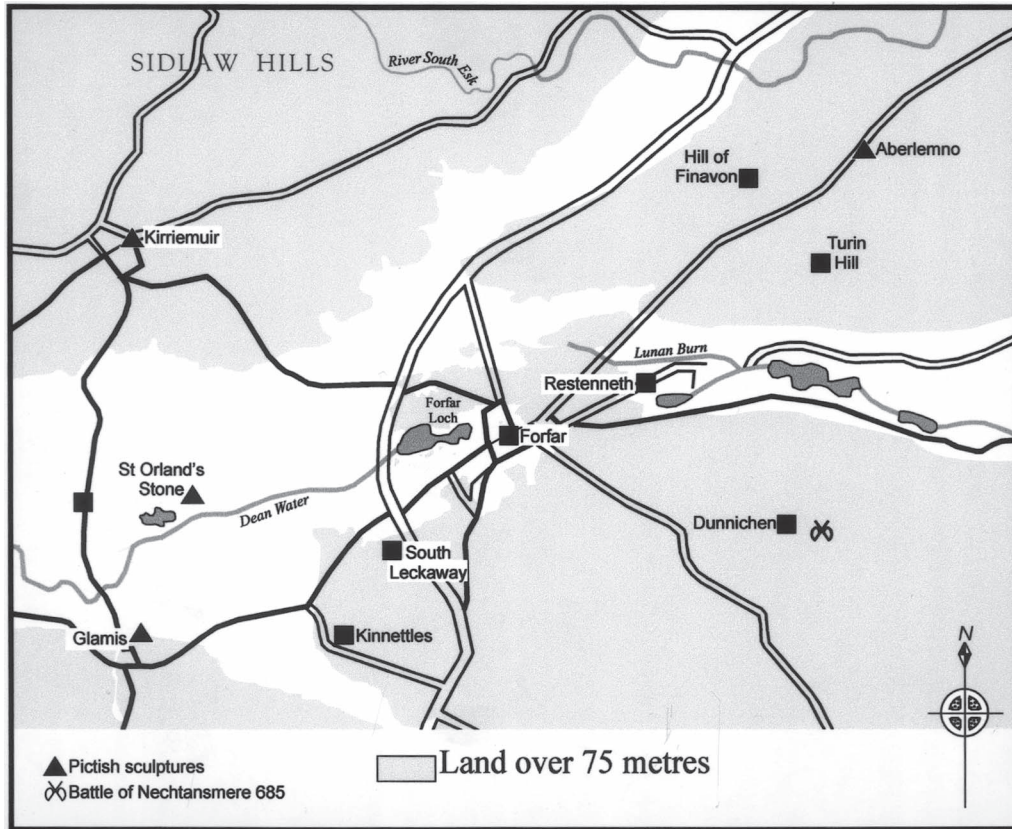 SIDLAW HILLS
River South Esk
Hill of
Finavon
Aberlemno
Kirriemuir
Turin
Hill
Lunan Burn
Restenneth
Forfar
Loch
Forfar
St Orland's
Stone
Dean Water
Dunnichen
South
Leckaway
Glamis
Kinnettles
N
Pictish sculptures
Land over 75 metres
Battle of Nechtansmere 685